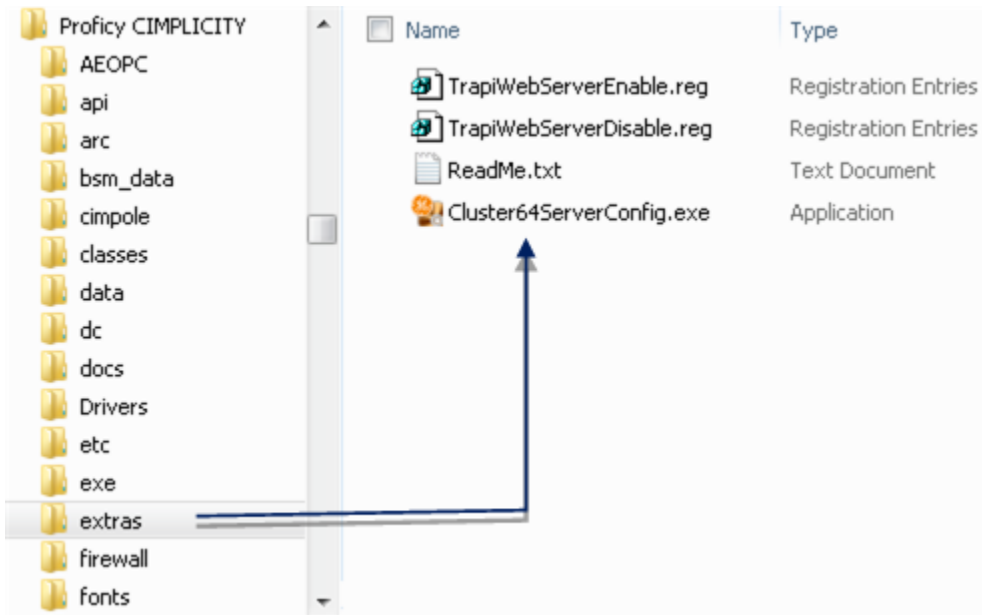 Proficy CIMPLICITY
AEOPC
api
arc
bsm_data
cimpole
classes
data
dc
docs
Drivers
etc
exe
extras
firewall
fonts
Name Type
TrapiWebServerEnable.reg Registration Entries
TrapiWebServerDisable.reg Registration Entries
ReadMe.txt Text Document
Cluster64ServerConfig.exe Application